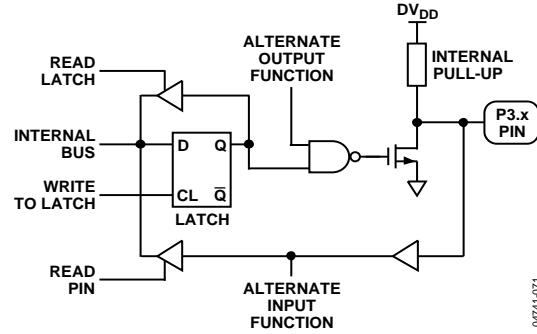 DVDD
READ
LATCH
ALTERNATE
OUTPUT
FUNCTION
INTERNAL
PULL-UP
P3.x
PIN
INTERNAL
BUS
D Q
WRITE
TO LATCH
CL Q̅
LATCH
READ
PIN
ALTERNATE
INPUT
FUNCTION
04741-071